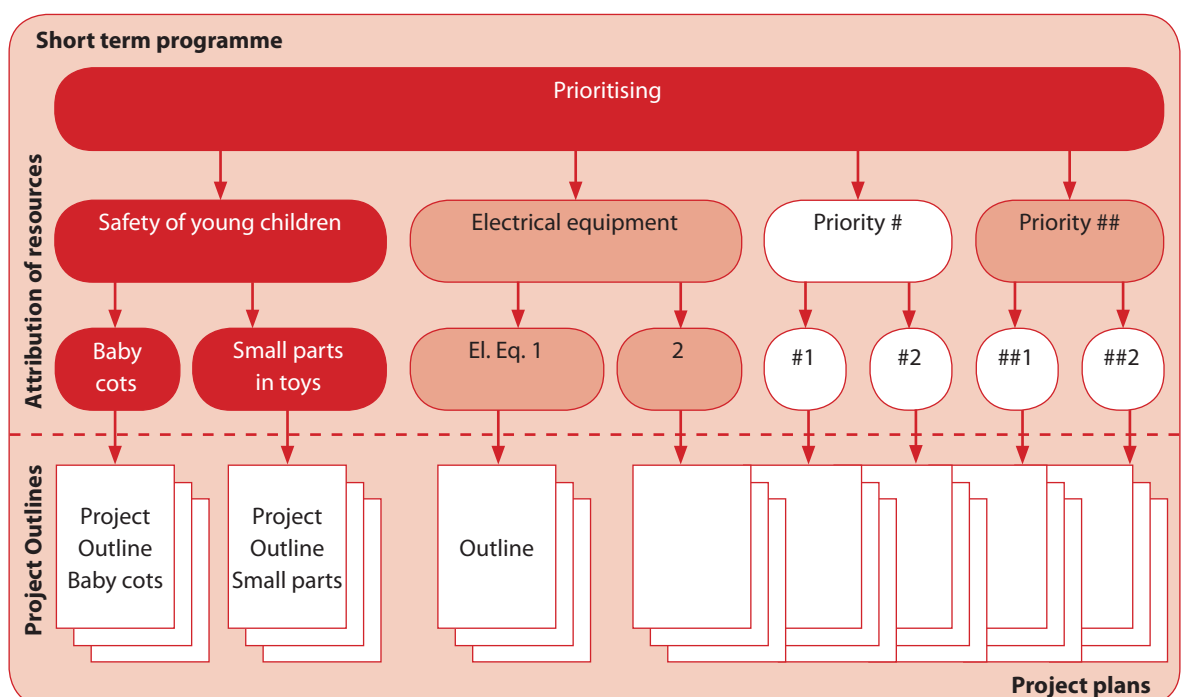 Short term programme
Prioritising
Attribution of resources
Safety of young children
Electrical equipment
Priority #
Priority ##
Baby
cots
Small parts
in toys
El. Eq. 1
2
#1
#2
##1
##2
Project Outlines
Project
Outline
Baby cots
Project
Outline
Small parts
Outline
Project plans